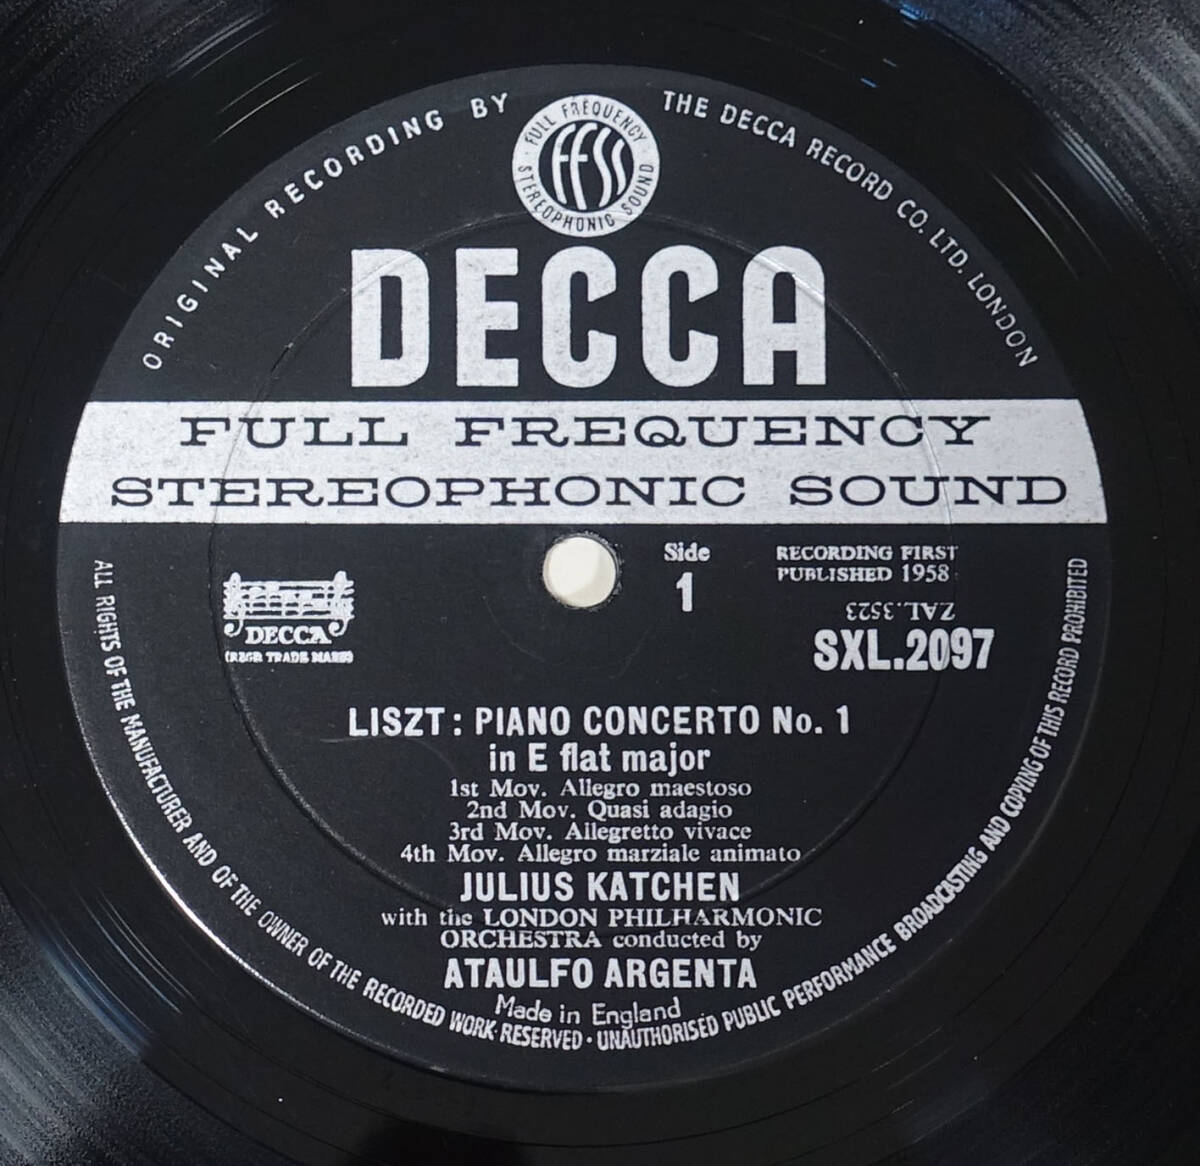 ORIGINAL RECORDING BY THE DECCA RECORD CO. LTD. LONDON
FULL FREQUENCY
FFSS
STEREOPHONIC SOUND
DECCA
FULL FREQUENCY
STEREOPHONIC SOUND
Side
1
RECORDING FIRST
PUBLISHED 1958
ZAL.3523
SXL.2097
DECCA
(REGD TRADE MARK)
LISZT: PIANO CONCERTO No. 1
in E flat major
1st Mov. Allegro maestoso
2nd Mov. Quasi adagio
3rd Mov. Allegretto vivace
4th Mov. Allegro marziale animato
JULIUS KATCHEN
with the LONDON PHILHARMONIC
ORCHESTRA conducted by
ATAULFO ARGENTA
Made in England
ALL RIGHTS OF THE MANUFACTURER AND OF THE OWNER OF THE RECORDED WORK RESERVED · UNAUTHORISED PUBLIC PERFORMANCE BROADCASTING AND COPYING OF THIS RECORD PROHIBITED